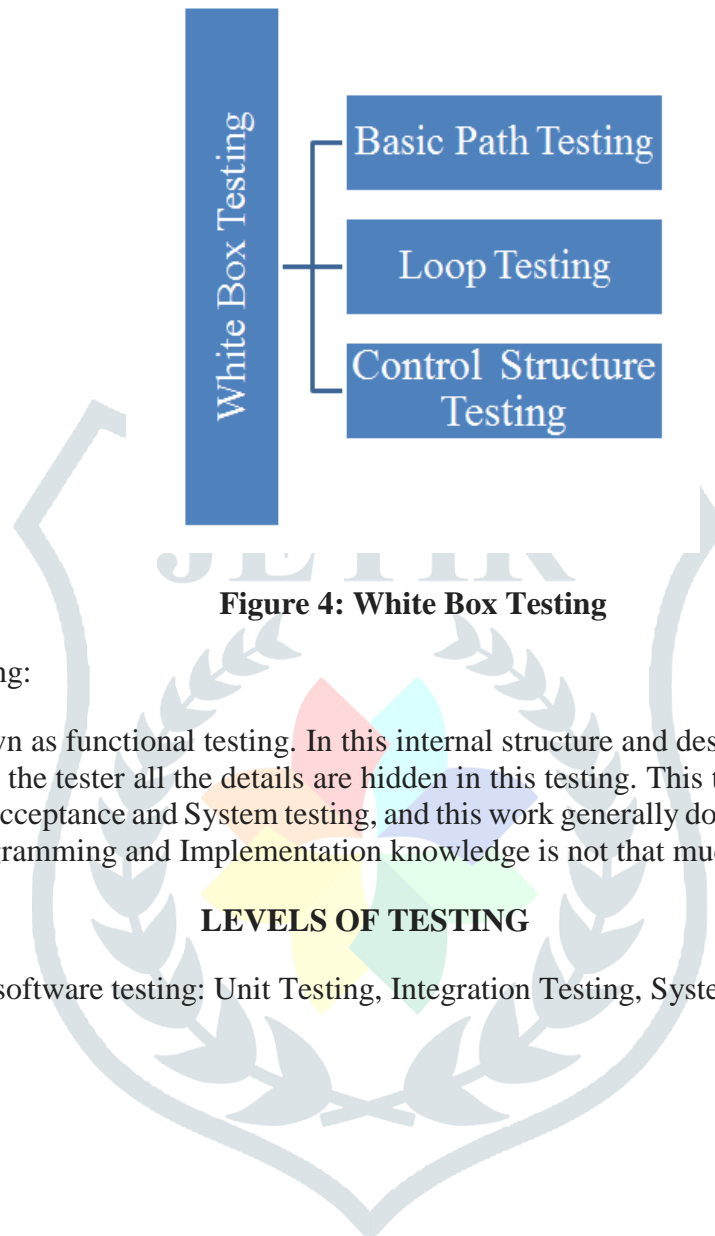 White Box Testing
Basic Path Testing
Loop Testing
Control Structure
Testing
Figure 4: White Box Testing
ng:
vn as functional testing. In this internal structure and des
the tester all the details are hidden in this testing. This t
cceptance and System testing, and this work generally do
gramming and Implementation knowledge is not that muc
LEVELS OF TESTING
software testing: Unit Testing, Integration Testing, Syste